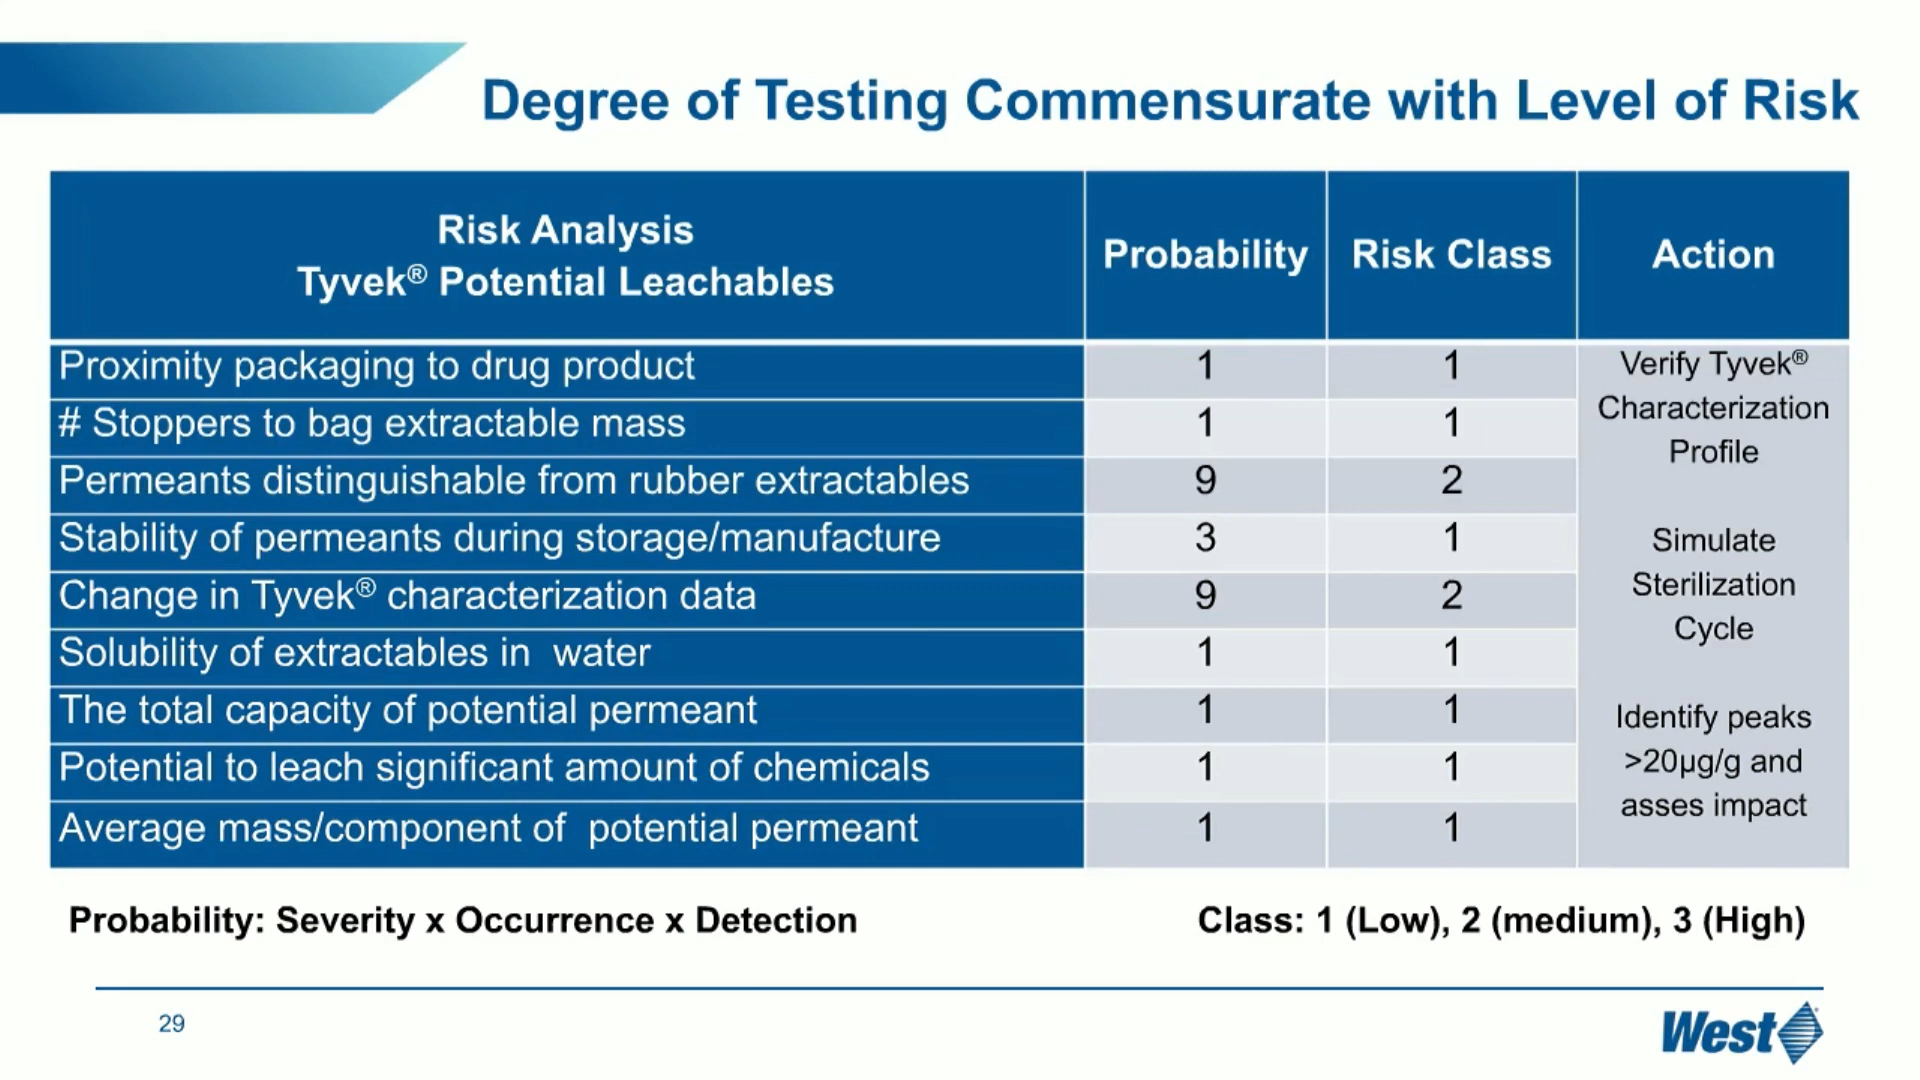 Degree of Testing Commensurate with Level of Risk
Risk Analysis
Tyvek® Potential Leachables
Probability
Risk Class
Action
Proximity packaging to drug product
1
1
# Stoppers to bag extractable mass
1
1
Permeants distinguishable from rubber extractables
9
2
Stability of permeants during storage/manufacture
3
1
Change in Tyvek® characterization data
9
2
Solubility of extractables in  water
1
1
The total capacity of potential permeant
1
1
Potential to leach significant amount of chemicals
1
1
Average mass/component of  potential permeant
1
1
Verify Tyvek®
Characterization
Profile
Simulate
Sterilization
Cycle
Identify peaks
>20µg/g and
asses impact
Probability: Severity x Occurrence x Detection
Class: 1 (Low), 2 (medium), 3 (High)
29
West